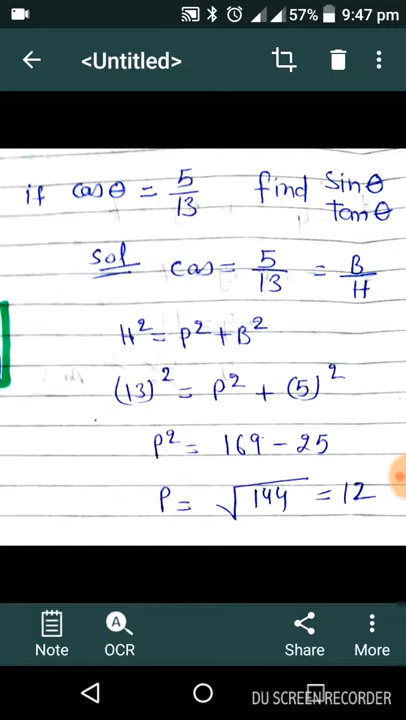 57% 9:47 pm
<Untitled>
if cosθ = 5/13 find Sinθ
tanθ
Sol cos = 5/13 = B/H
H² = P² + B²
(13)² = P² + (5)²
P² = 169 - 25
P = √144 = 12
Note OCR Share More
DU SCREEN RECORDER